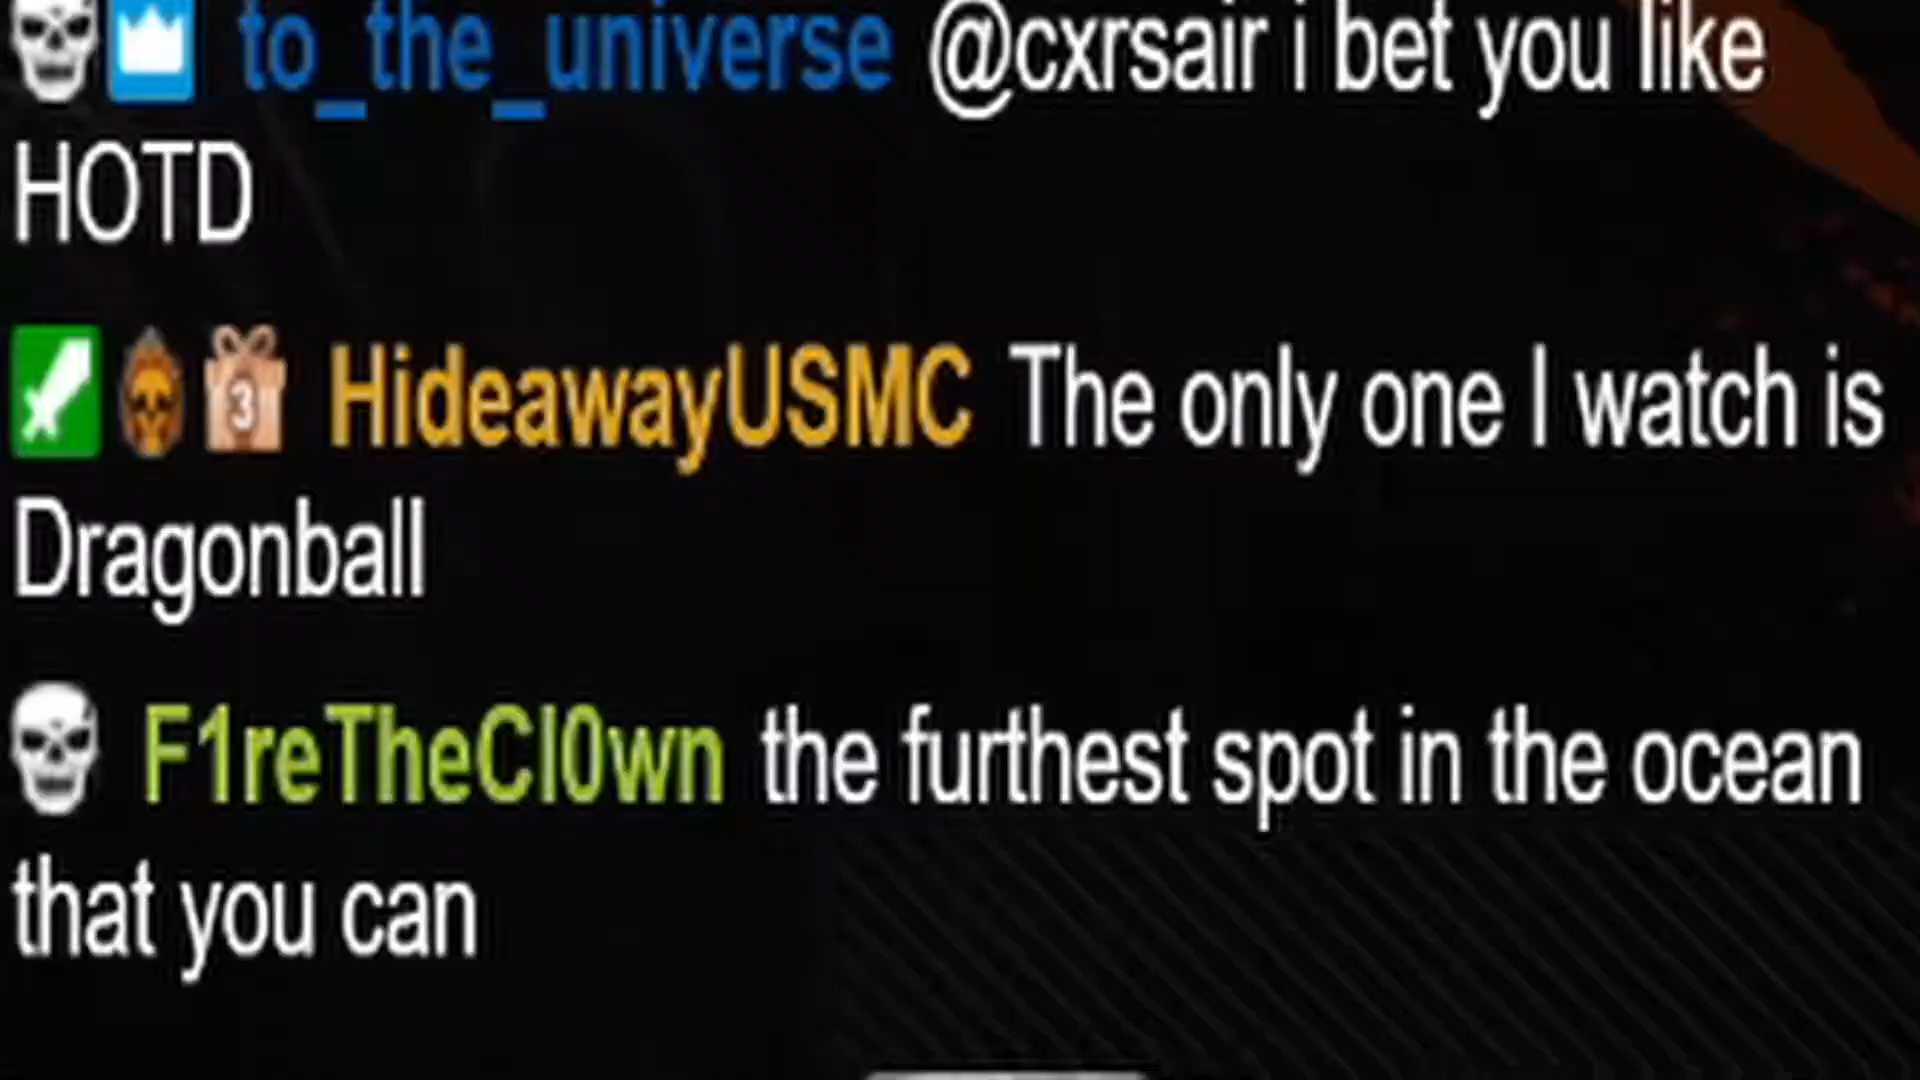 to_the_universe @cxrsair i bet you like
HOTD
3 HideawayUSMC The only one I watch is
Dragonball
F1reTheCl0wn the furthest spot in the ocean
that you can